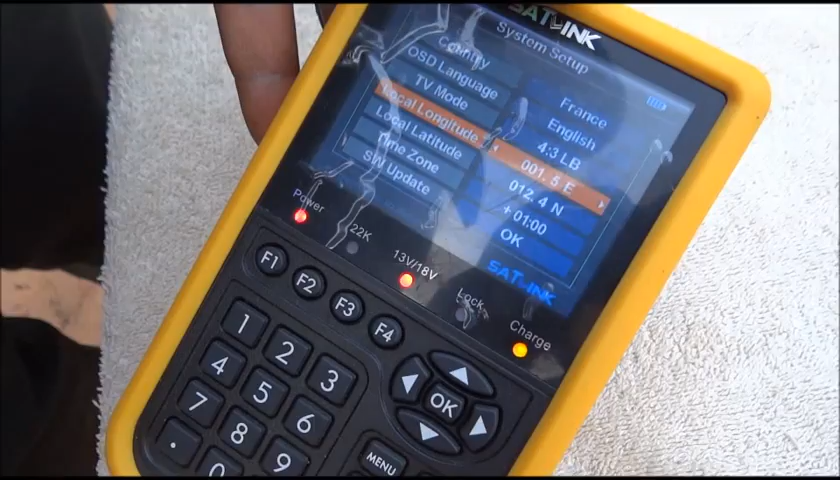 SATLINK
System Setup
Country France
OSD Language English
TV Mode 4:3 LB
Local Longitude 001.5 E
Local Latitude 012.4 N
Time Zone +01:00
SW Update OK
SATLINK
Power 22K 13V/18V Lock Charge
F1 F2 F3 F4
1 2 3
4 5 6
7 8 9
. 0
OK
MENU